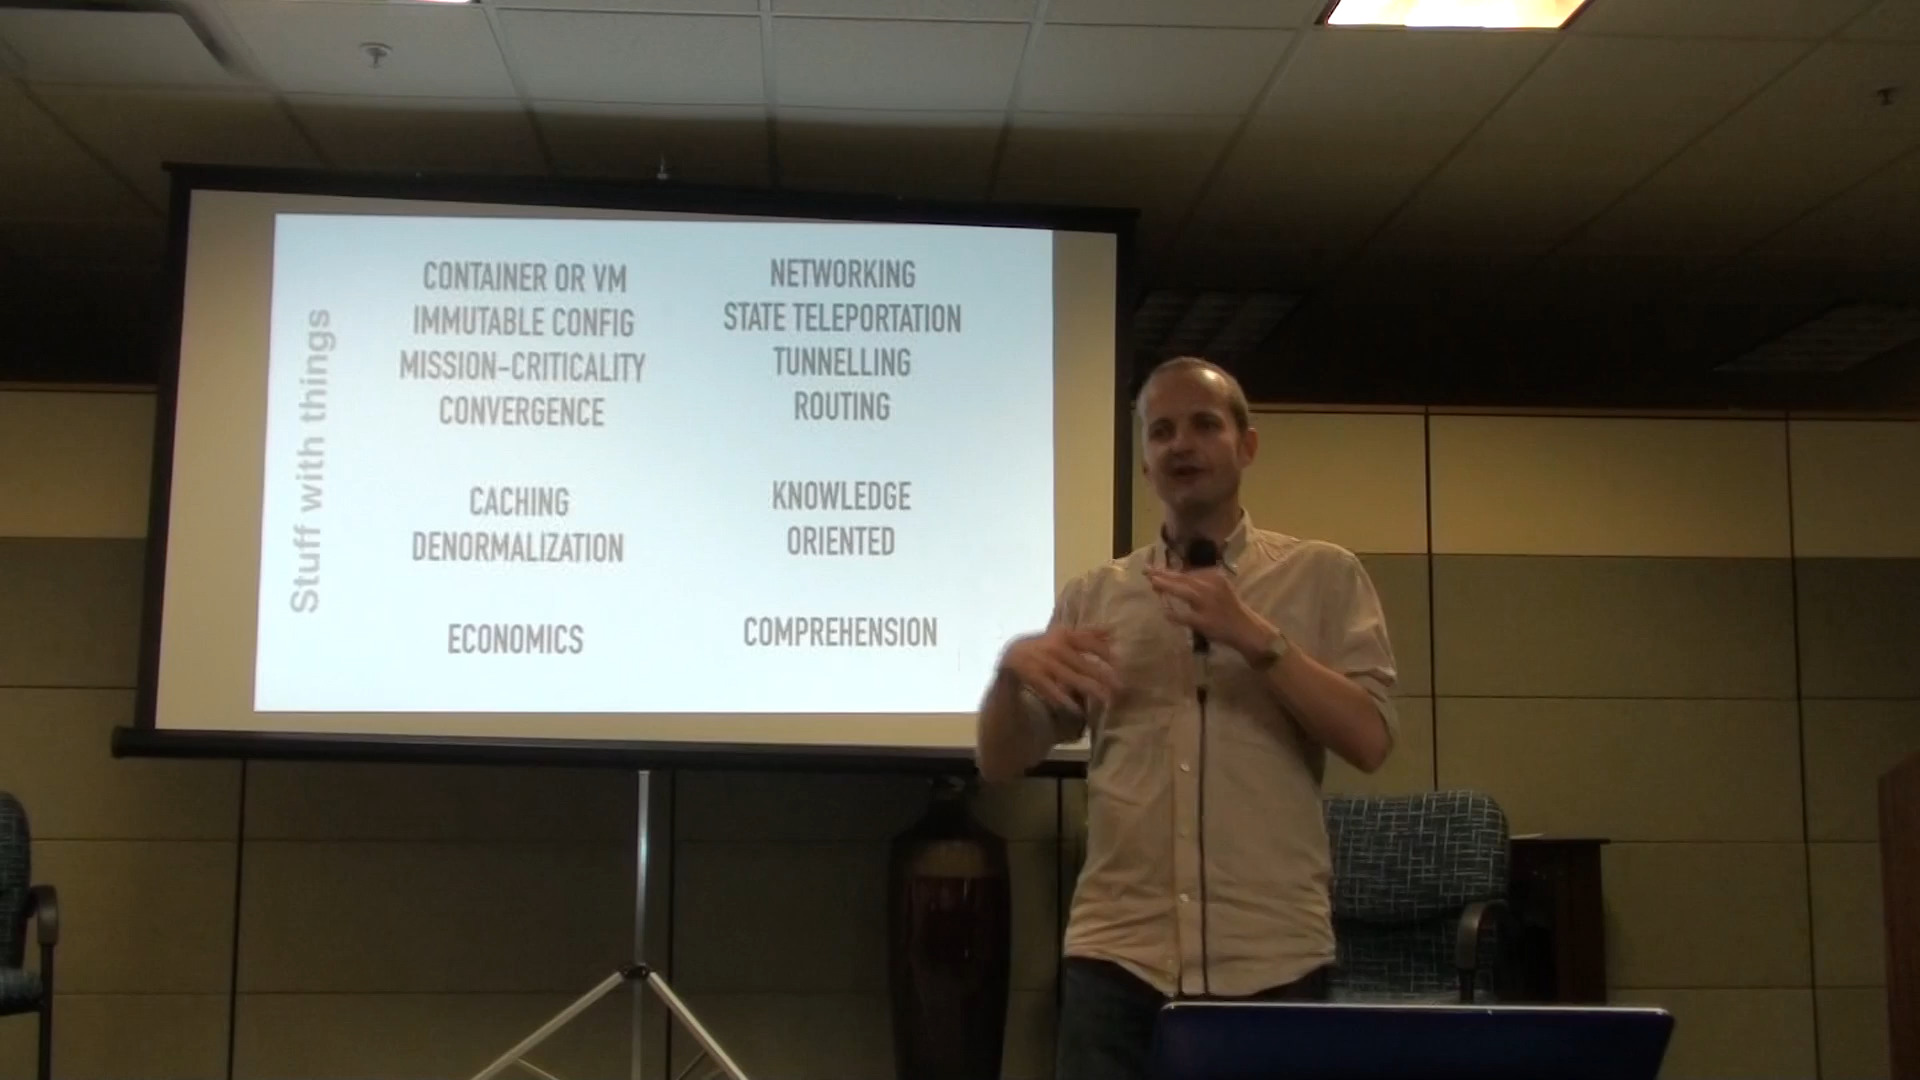 Stuff with things
CONTAINER OR VM
IMMUTABLE CONFIG
MISSION-CRITICALITY
CONVERGENCE
CACHING
DENORMALIZATION
ECONOMICS
NETWORKING
STATE TELEPORTATION
TUNNELLING
ROUTING
KNOWLEDGE
ORIENTED
COMPREHENSION